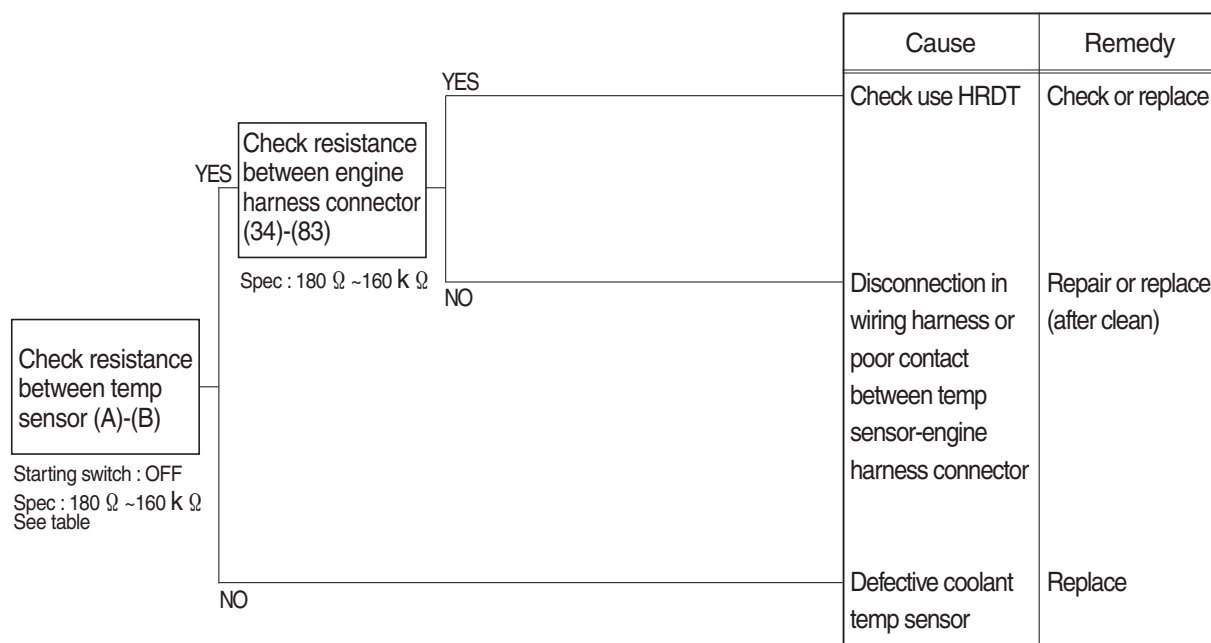 Cause
Remedy
YES
Check use HRDT
Check or replace
Check resistance
between engine
harness connector
(34)-(83)
YES
Spec : 180 Ω ~160 k Ω
NO
Disconnection in
wiring harness or
poor contact
between temp
sensor-engine
harness connector
Repair or replace
(after clean)
Check resistance
between temp
sensor (A)-(B)
Starting switch : OFF
Spec : 180 Ω ~160 k Ω
See table
NO
Defective coolant
temp sensor
Replace